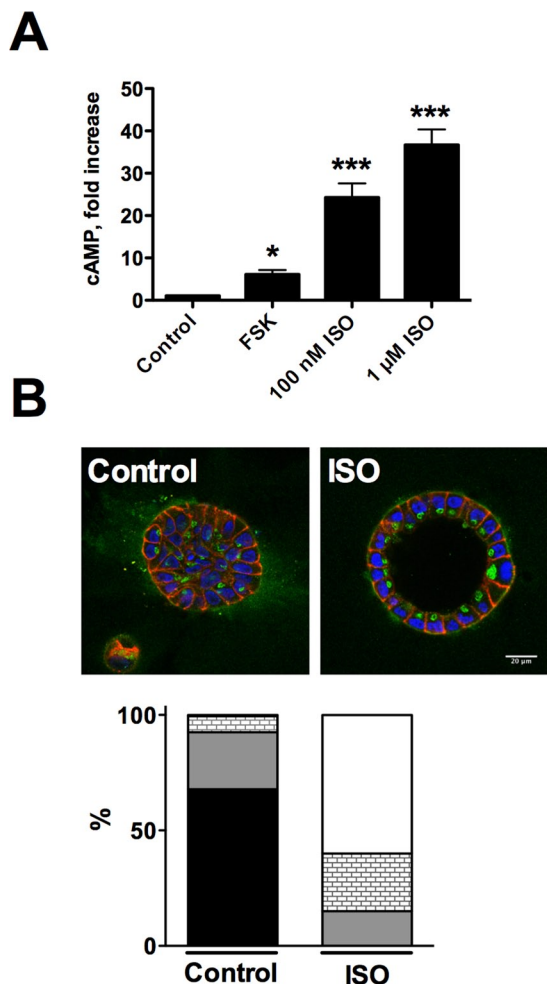 A
cAMP, fold increase
50
40
30
20
10
0
*
***
***
Control
FSK
100 nM ISO
1 µM ISO
B
Control
ISO
20 µm
%
100
50
0
Control
ISO